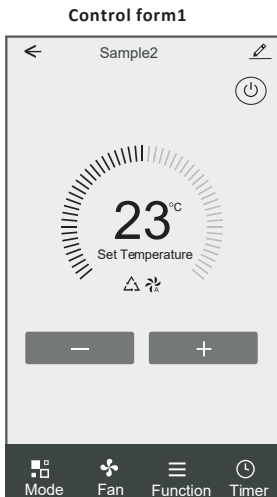 Control form1
Sample2
23°C
Set Temperature
A
Mode Fan Function Timer